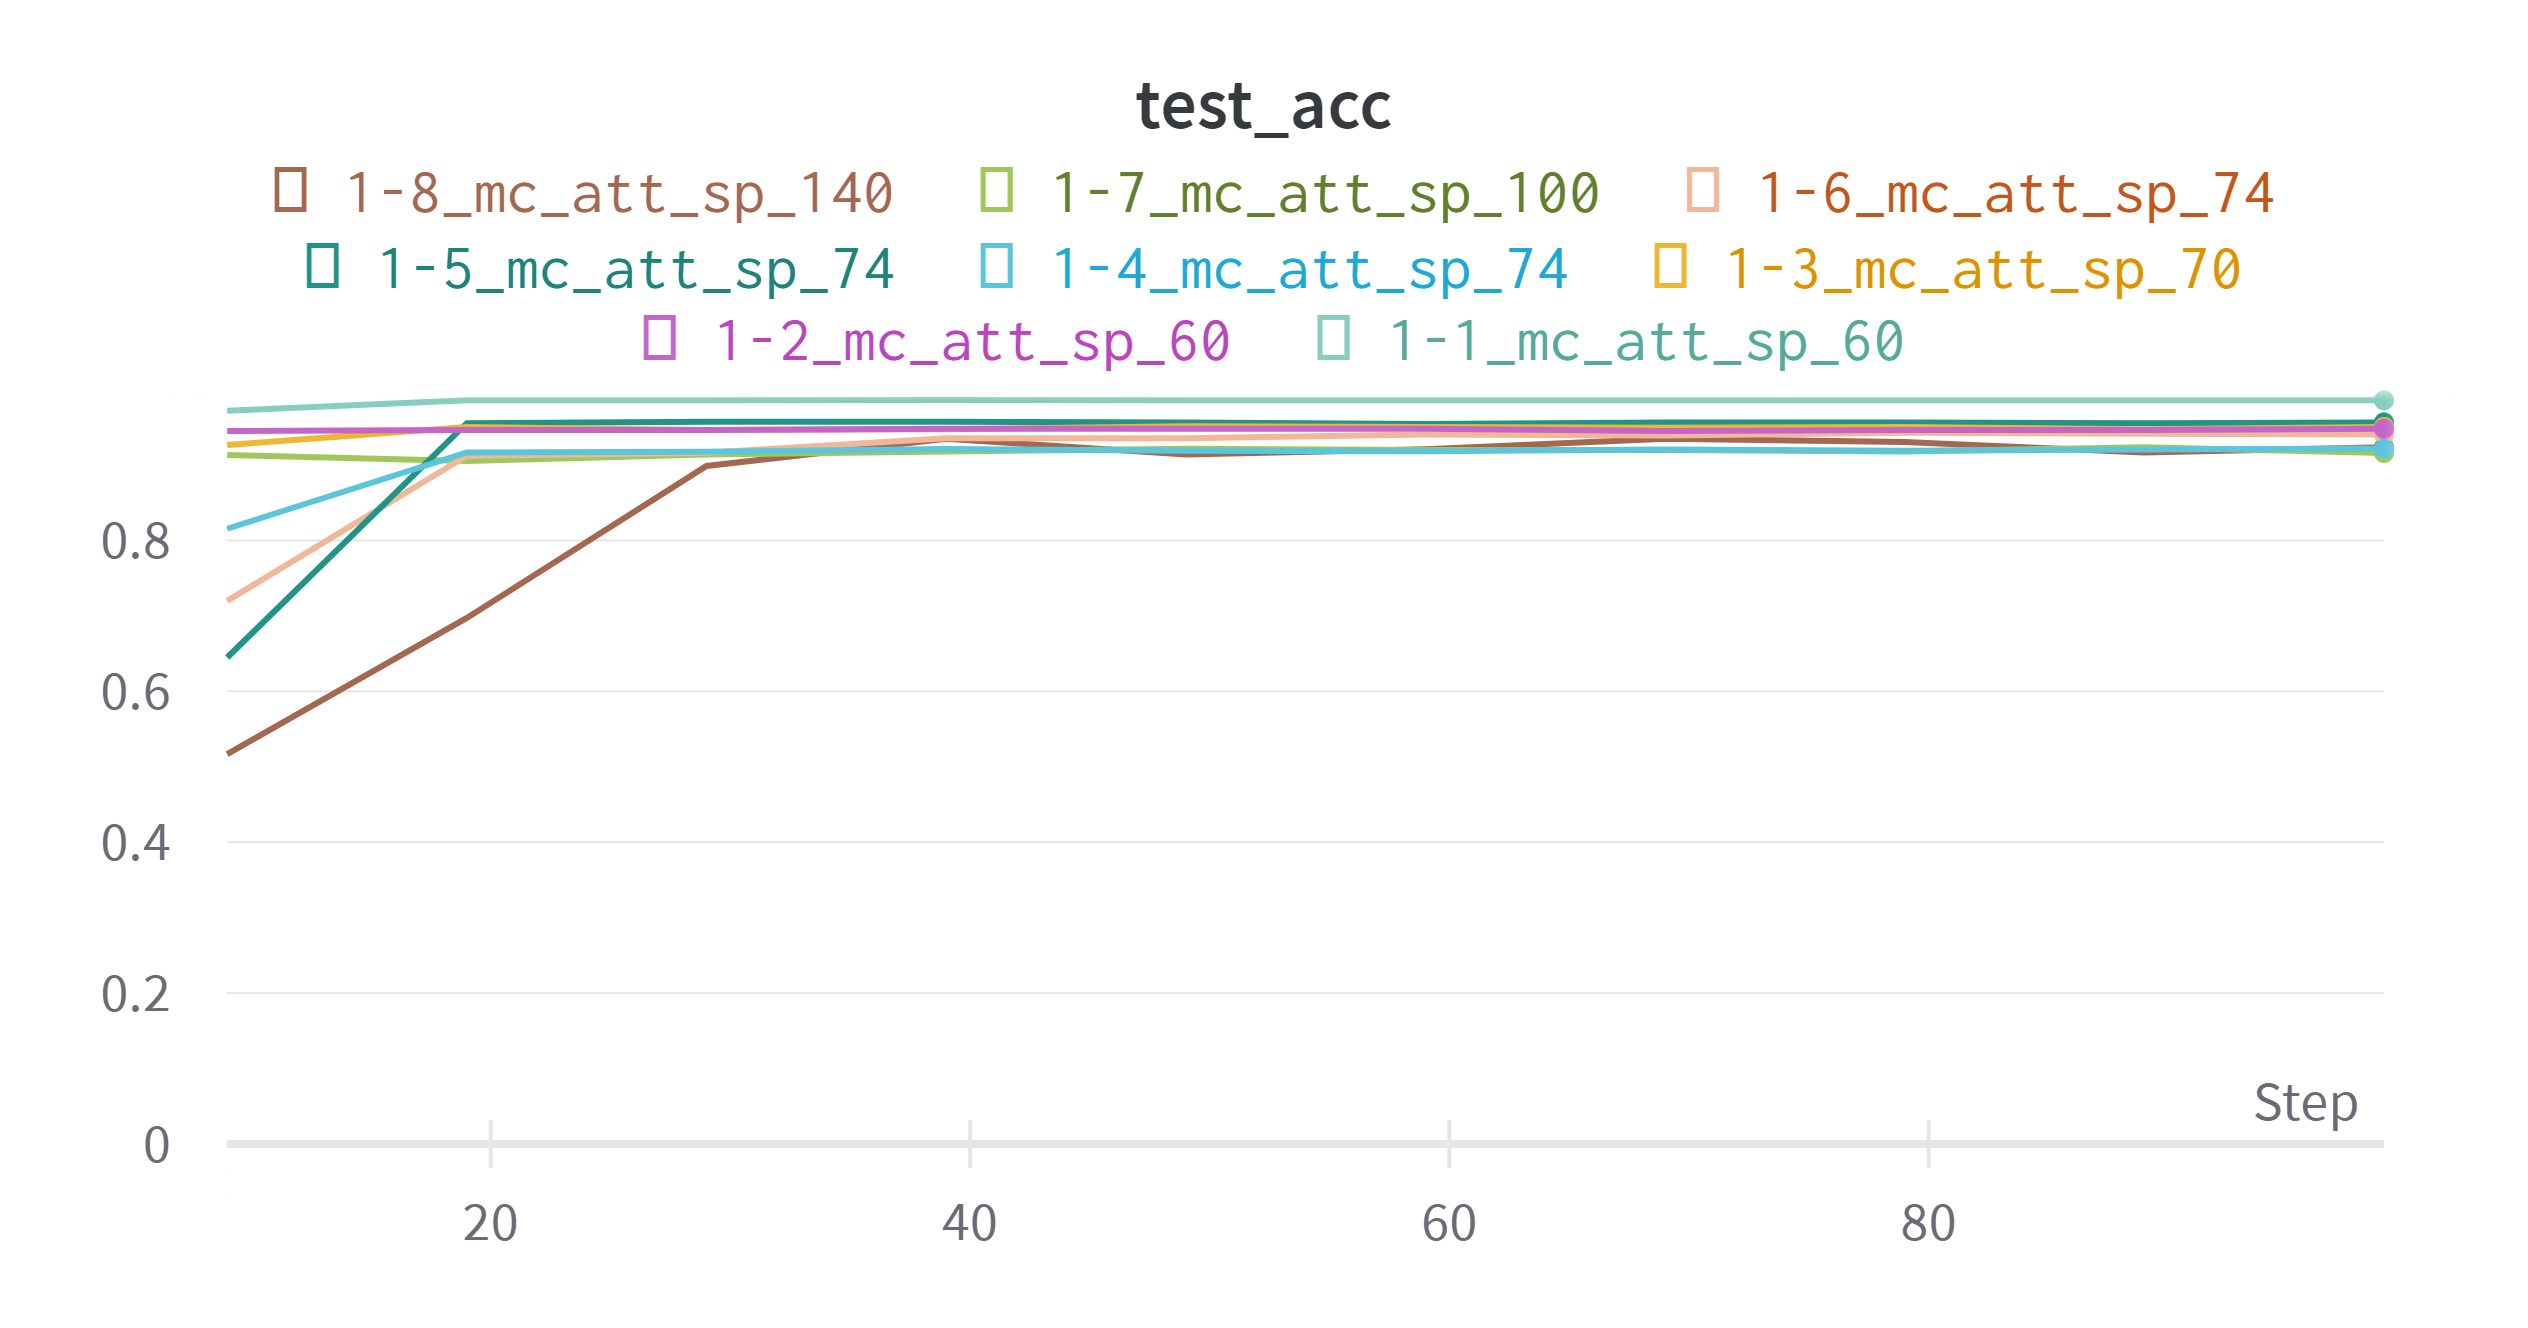 test_acc
1-8_mc_att_sp_140 1-7_mc_att_sp_100 1-6_mc_att_sp_74
1-5_mc_att_sp_74 1-4_mc_att_sp_74 1-3_mc_att_sp_70
1-2_mc_att_sp_60 1-1_mc_att_sp_60
0.8
0.6
0.4
0.2
Step
0
20 40 60 80